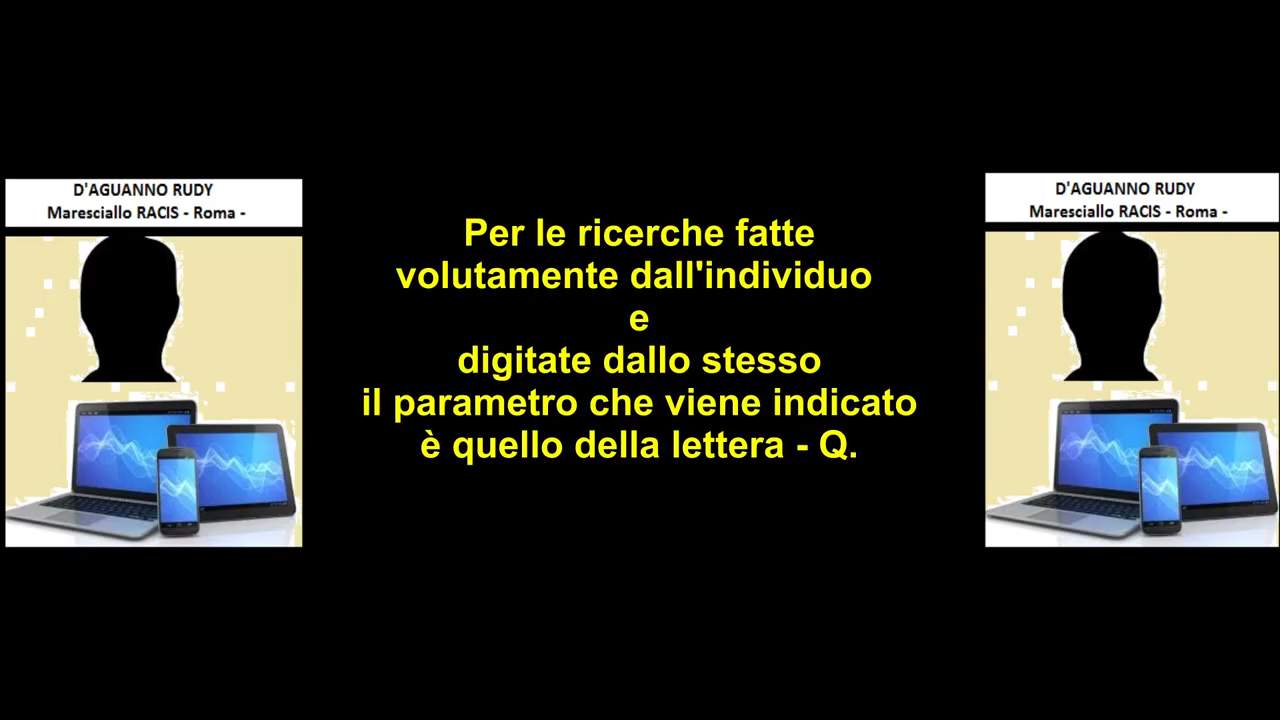 D'AGUANNO RUDY
Maresciallo RACIS - Roma -
Per le ricerche fatte
volutamente dall'individuo
e
digitate dallo stesso
il parametro che viene indicato
è quello della lettera - Q.
D'AGUANNO RUDY
Maresciallo RACIS - Roma -